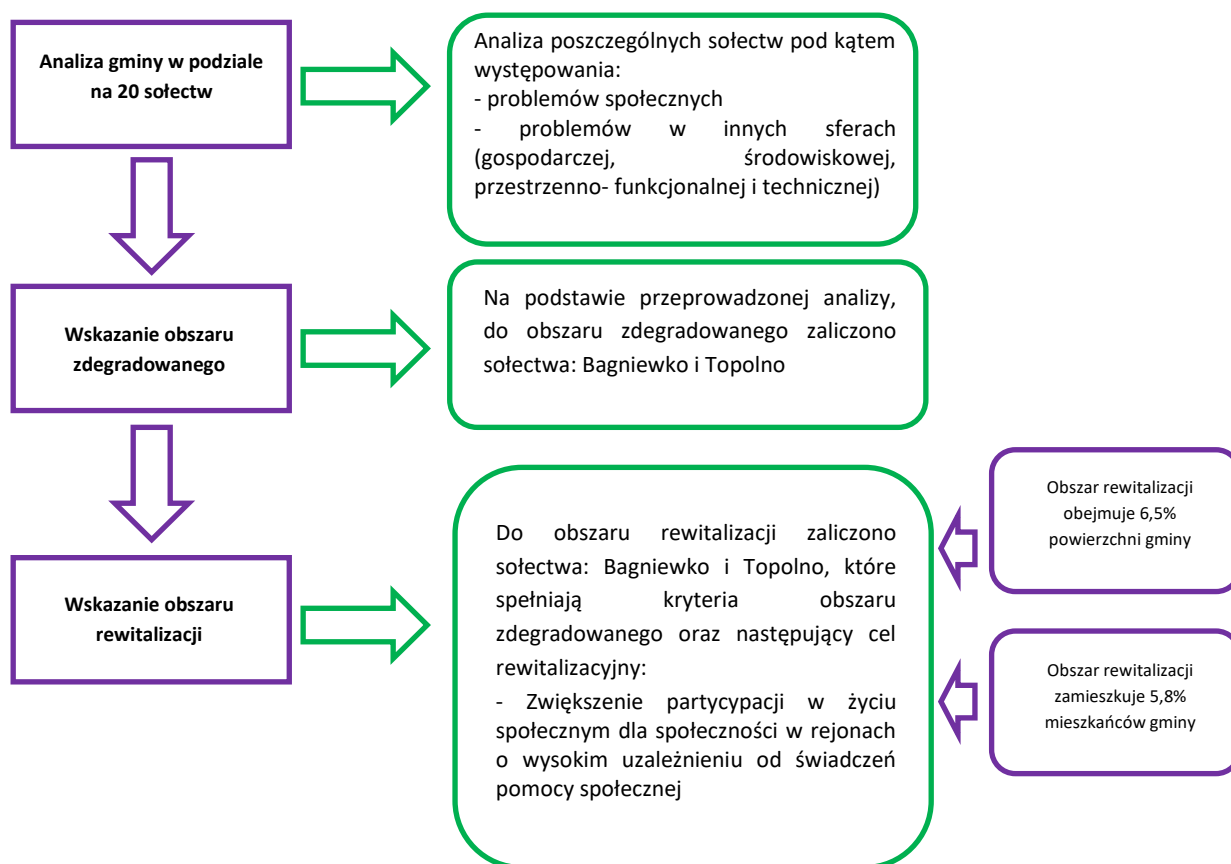 Analiza gminy w podziale
na 20 sołectw
Analiza poszczególnych sołectw pod kątem
występowania:
- problemów społecznych
- problemów w innych sferach
(gospodarczej, środowiskowej,
przestrzenno- funkcjonalnej i technicznej)
Wskazanie obszaru
zdegradowanego
Na podstawie przeprowadzonej analizy,
do obszaru zdegradowanego zaliczono
sołectwa: Bagniewko i Topolno
Wskazanie obszaru
rewitalizacji
Do obszaru rewitalizacji zaliczono
sołectwa: Bagniewko i Topolno, które
spełniają kryteria obszaru
zdegradowanego oraz następujący cel
rewitalizacyjny:
- Zwiększenie partycypacji w życiu
społecznym dla społeczności w rejonach
o wysokim uzależnieniu od świadczeń
pomocy społecznej
Obszar rewitalizacji
obejmuje 6,5%
powierzchni gminy
Obszar rewitalizacji
zamieszkuje 5,8%
mieszkańców gminy